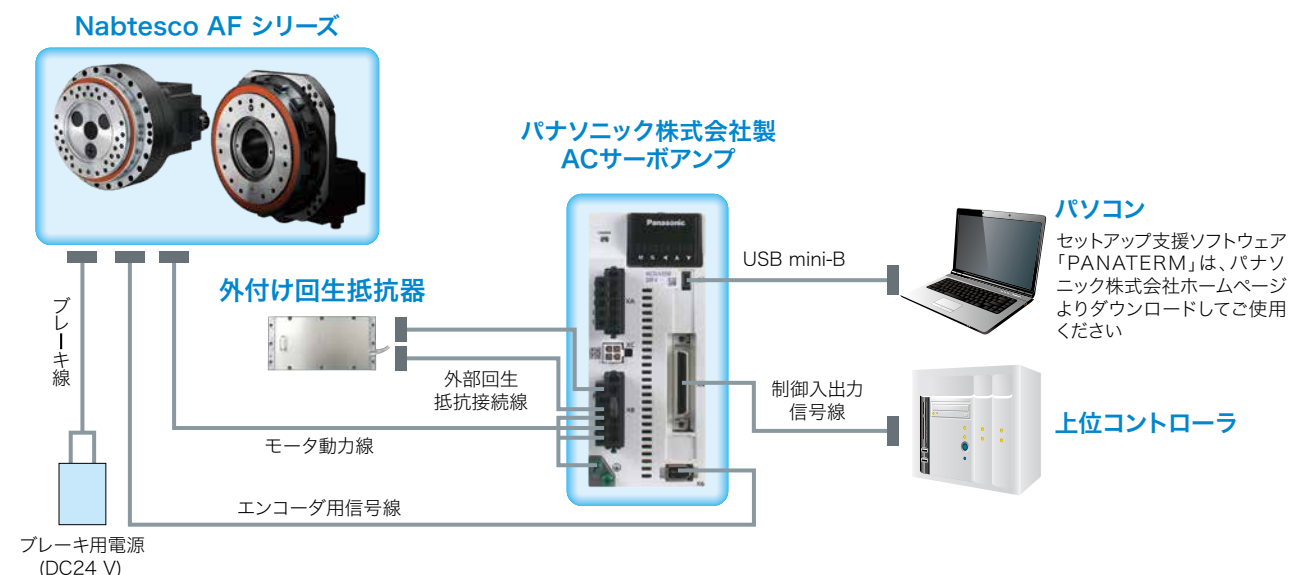 Nabtesco AF シリーズ
パナソニック株式会社製
ACサーボアンプ
Panasonic
パソコン
セットアップ支援ソフトウェア
「PANATERM」は、パナソ
ニック株式会社ホームページ
よりダウンロードしてご使用
ください
USB mini-B
外付け回生抵抗器
ブレーキ線
外部回生
抵抗接続線
制御入出力
信号線
上位コントローラ
モータ動力線
エンコーダ用信号線
ブレーキ用電源
(DC24 V)
XA
XC
XB